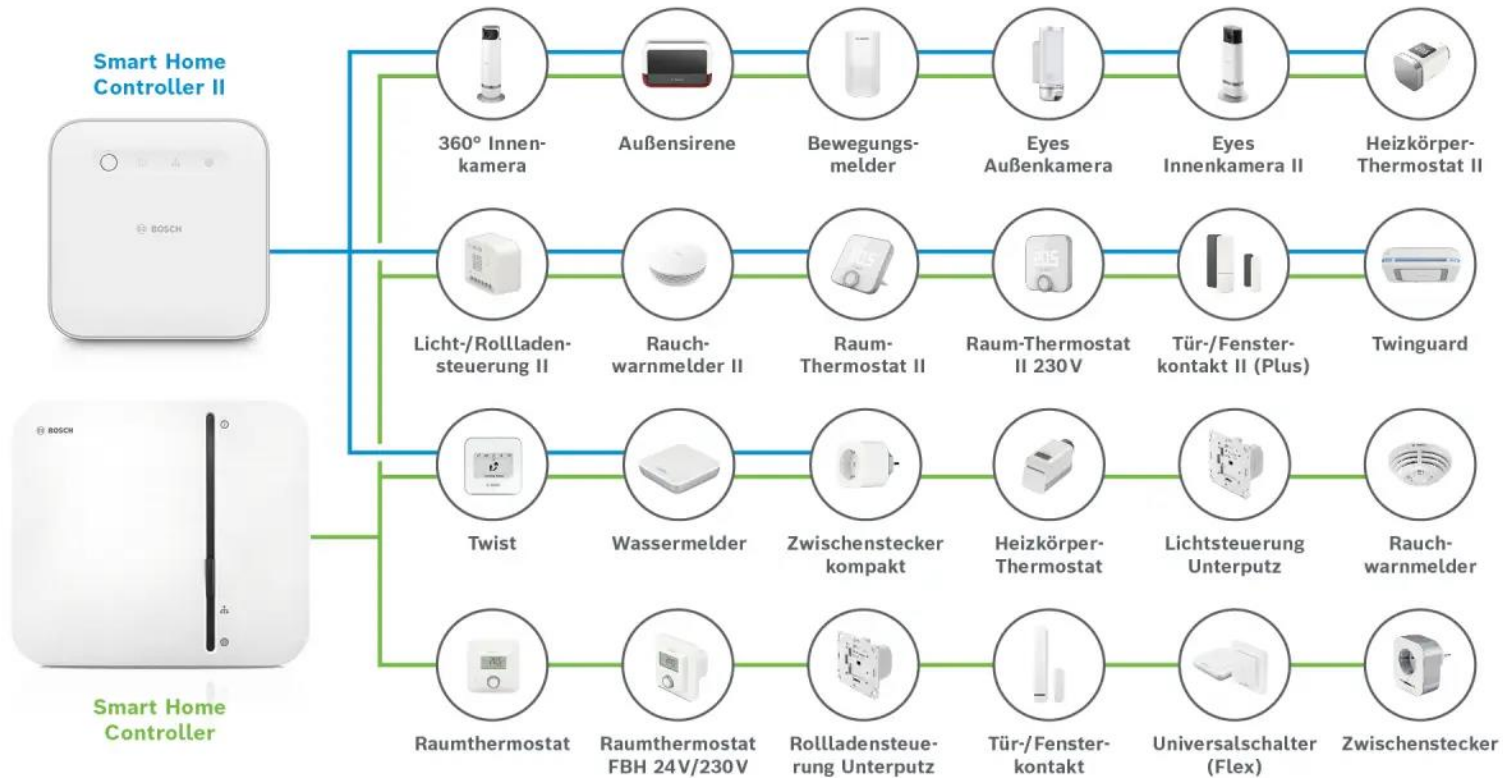 Smart Home
Controller II
BOSCH
360° Innen-
kamera
Außensirene
Bewegungs-
melder
Eyes
Außenkamera
Eyes
Innenkamera II
Heizkörper-
Thermostat II
Licht-/Rollladen-
steuerung II
Rauch-
warnmelder II
Raum-
Thermostat II
Raum-Thermostat
II 230 V
Tür-/Fenster-
kontakt II (Plus)
Twinguard
BOSCH
Twist
Wassermelder
Zwischenstecker
kompakt
Heizkörper-
Thermostat
Lichtsteuerung
Unterputz
Rauch-
warnmelder
Smart Home
Controller
Raumthermostat
Raumthermostat
FBH 24 V/230 V
Rollladensteue-
rung Unterputz
Tür-/Fenster-
kontakt
Universalschalter
(Flex)
Zwischenstecker